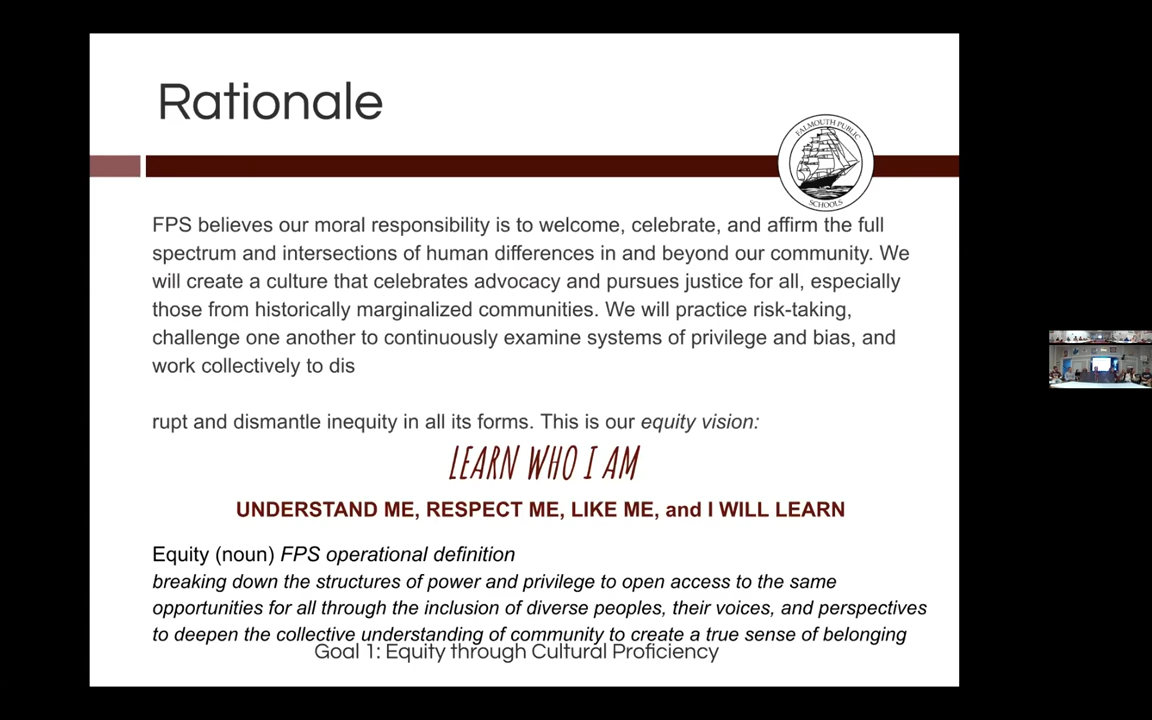 Rationale
FALMOUTH PUBLIC
SCHOOLS
FPS believes our moral responsibility is to welcome, celebrate, and affirm the full
spectrum and intersections of human differences in and beyond our community. We
will create a culture that celebrates advocacy and pursues justice for all, especially
those from historically marginalized communities. We will practice risk-taking,
challenge one another to continuously examine systems of privilege and bias, and
work collectively to dis
rupt and dismantle inequity in all its forms. This is our equity vision:
LEARN WHO I AM
UNDERSTAND ME, RESPECT ME, LIKE ME, and I WILL LEARN
Equity (noun) FPS operational definition
breaking down the structures of power and privilege to open access to the same
opportunities for all through the inclusion of diverse peoples, their voices, and perspectives
to deepen the collective understanding of community to create a true sense of belonging
Goal 1: Equity through Cultural Proficiency